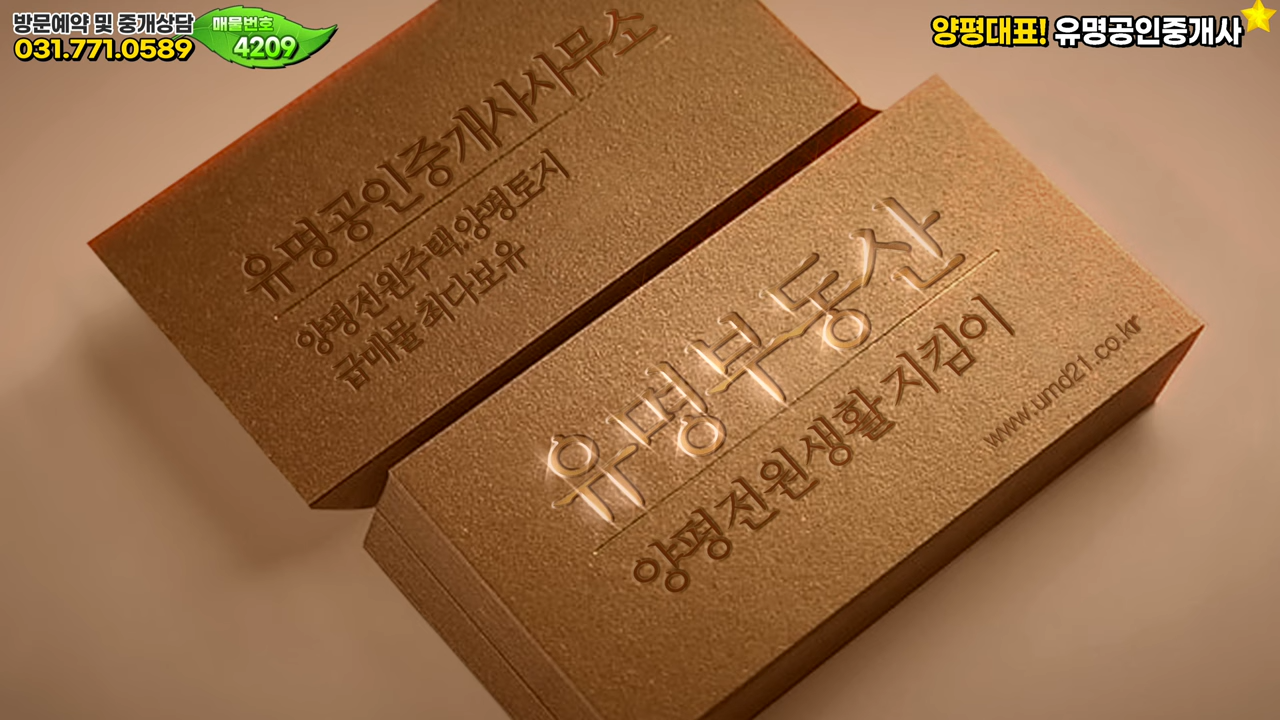 방문예약 및 중개상담
031.771.0589
매물번호
4209
양평대표! 유명공인중개사
유명공인중개사사무소
양평전원주택,양평토지
급매물 최다보유
유명부동산
양평전원생활 지킴이
www.umd21.co.kr